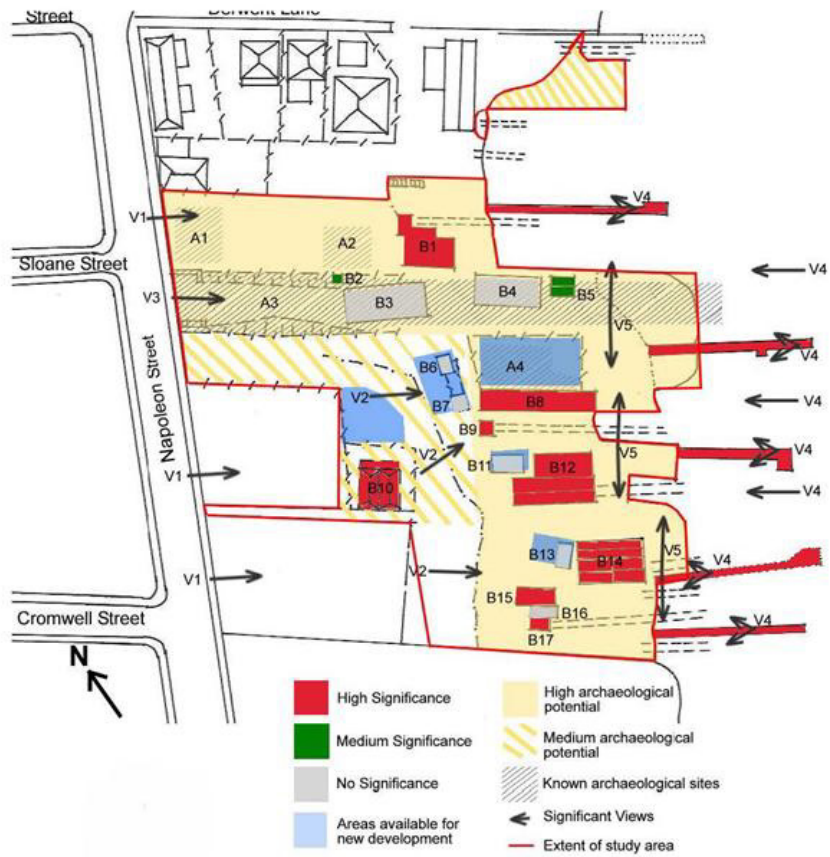 Street
Derwent Lane
V4
V1
A1
A2
B1
Sloane Street
V4
B2
V3
A3
B3
B4
B5
V5
V4
Napoleon Street
B6
A4
V2
B7
B8
V4
B9
V5
V2
V4
V1
B10
B11
B12
V4
B13
B14
V5
V4
V1
V2
B15
B16
B17
V4
Cromwell Street
N
High Significance
Medium Significance
No Significance
Areas available for
new development
High archaeological
potential
Medium archaeological
potential
Known archaeological sites
Significant Views
Extent of study area